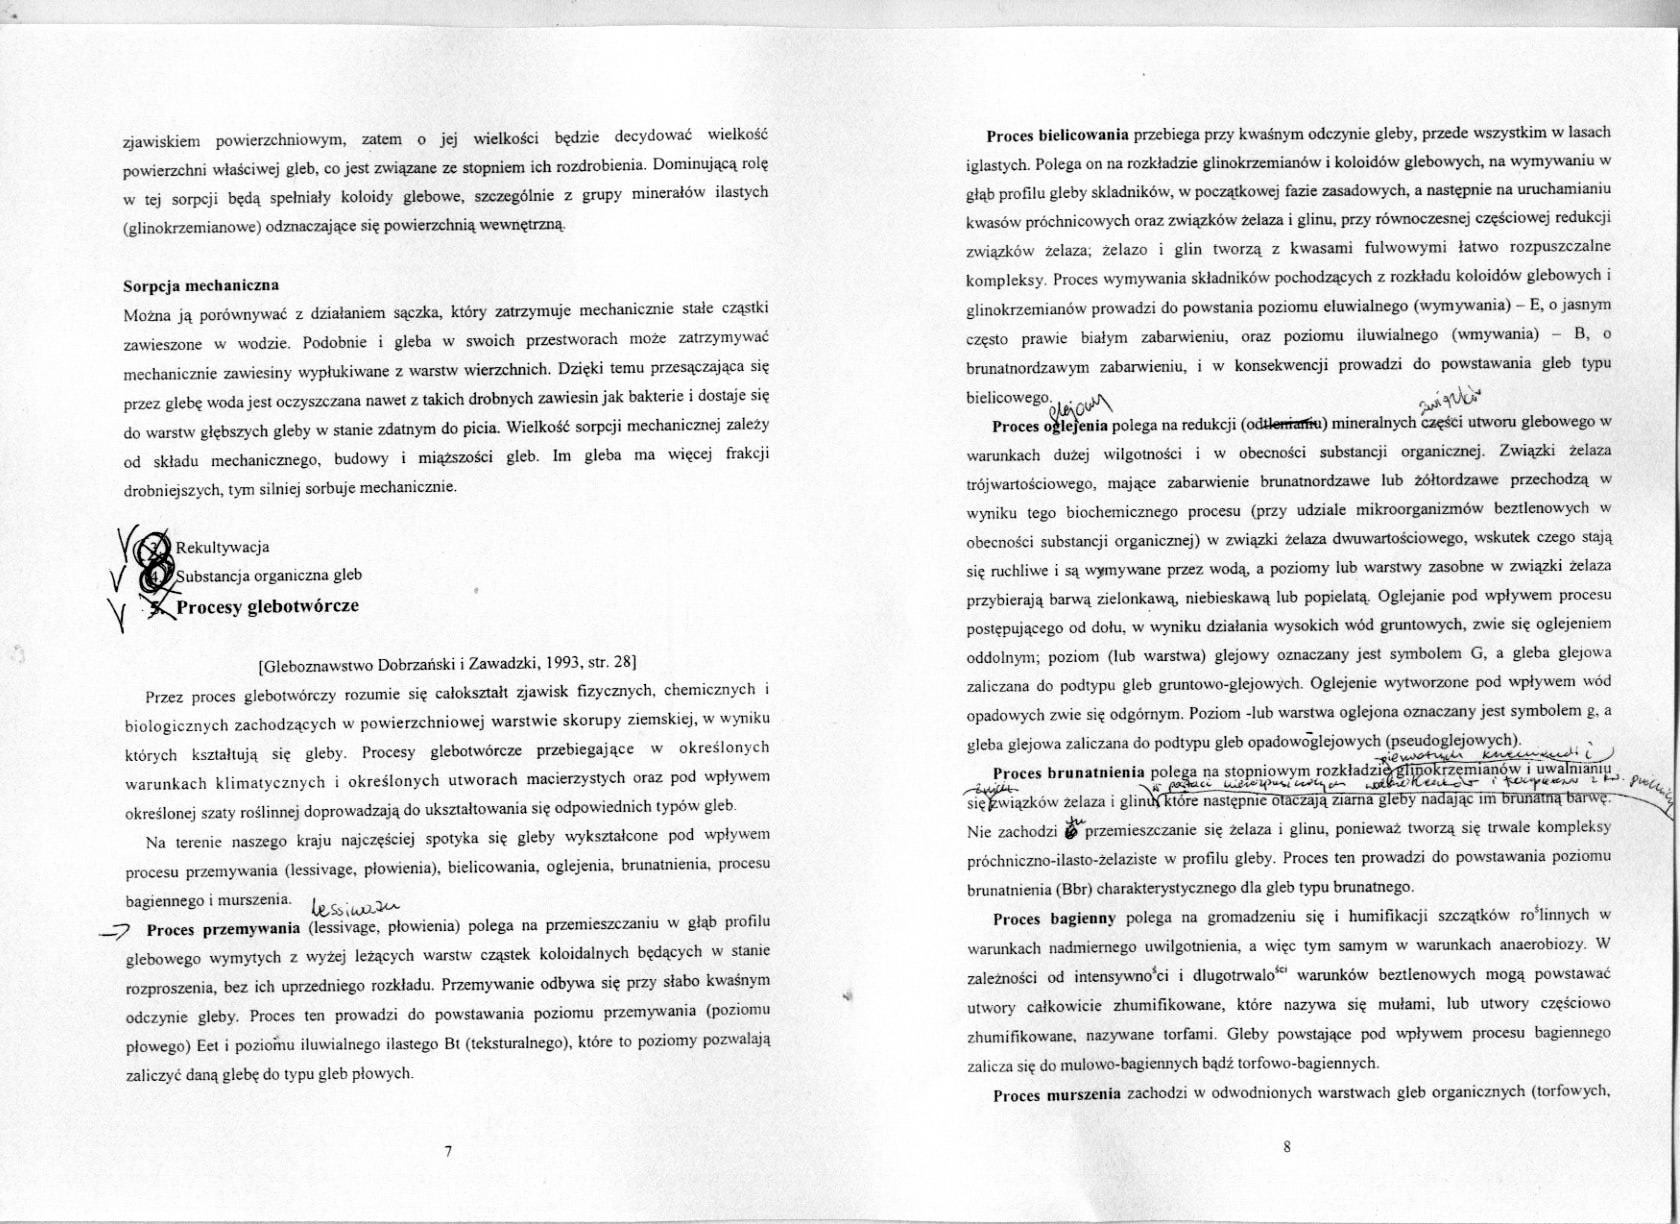 zjawiskiem powierzchniowym, zatem o jej wielkości będzie decydować wielkość
powierzchni właściwej gleb, co jest związane ze stopniem ich rozdrobienia. Dominującą rolę
w tej sorpcji będą spełniały koloidy glebowe, szczególnie z grupy minerałów ilastych
(glinokrzemianowe) odznaczające się powierzchnią wewnętrzną.
Sorpcja mechaniczna
Można ją porównywać z działaniem sączka, który zatrzymuje mechanicznie stałe cząstki
zawieszone w wodzie. Podobnie i gleba w swoich przestworach może zatrzymywać
mechanicznie zawiesiny wypłukiwane z warstw wierzchnich. Dzięki temu przesączająca się
przez glebę woda jest oczyszczana nawet z takich drobnych zawiesin jak bakterie i dostaje się
do warstw głębszych gleby w stanie zdatnym do picia. Wielkość sorpcji mechanicznej zależy
od składu mechanicznego, budowy i miąższości gleb. Im gleba ma więcej frakcji
drobniejszych, tym silniej sorbuje mechanicznie.
Rekultywacja
Substancja organiczna gleb
5. Procesy glebotwórcze
[Gleboznawstwo Dobrzański i Zawadzki, 1993, str. 28]
Przez proces glebotwórczy rozumie się całokształt zjawisk fizycznych, chemicznych i
biologicznych zachodzących w powierzchniowej warstwie skorupy ziemskiej, w wyniku
których kształtują się gleby. Procesy glebotwórcze przebiegające w określonych
warunkach klimatycznych i określonych utworach macierzystych oraz pod wpływem
określonej szaty roślinnej doprowadzają do ukształtowania się odpowiednich typów gleb.
Na terenie naszego kraju najczęściej spotyka się gleby wykształcone pod wpływem
procesu przemywania (lessivage, płowienia), bielicowania, oglejenia, brunatnienia, procesu
bagiennego i murszenia.
lessiważu
Proces przemywania (lessivage, płowienia) polega na przemieszczaniu w głąb profilu
glebowego wymytych z wyżej leżących warstw cząstek koloidalnych będących w stanie
rozproszenia, bez ich uprzedniego rozkładu. Przemywanie odbywa się przy słabo kwaśnym
odczynie gleby. Proces ten prowadzi do powstawania poziomu przemywania (poziomu
płowego) Eet i poziomu iluwialnego ilastego Bt (teksturalnego), które to poziomy pozwalają
zaliczyć daną glebę do typu gleb płowych.
7
Proces bielicowania przebiega przy kwaśnym odczynie gleby, przede wszystkim w lasach
iglastych. Polega on na rozkładzie glinokrzemianów i koloidów glebowych, na wymywaniu w
głąb profilu gleby skladników, w początkowej fazie zasadowych, a następnie na uruchamianiu
kwasów próchnicowych oraz związków żelaza i glinu, przy równoczesnej częściowej redukcji
związków żelaza; żelazo i glin tworzą z kwasami fulwowymi łatwo rozpuszczalne
kompleksy. Proces wymywania składników pochodzących z rozkładu koloidów glebowych i
glinokrzemianów prowadzi do powstania poziomu eluwialnego (wymywania) – E, o jasnym
często prawie białym zabarwieniu, oraz poziomu iluwialnego (wmywania) – B, o
brunatnordzawym zabarwieniu, i w konsekwencji prowadzi do powstawania gleb typu
bielicowego.
glejowy związków
Proces oglejenia polega na redukcji (odtlenianiu) mineralnych części utworu glebowego w
warunkach dużej wilgotności i w obecności substancji organicznej. Związki żelaza
trójwartościowego, mające zabarwienie brunatnordzawe lub żółtordzawe przechodzą w
wyniku tego biochemicznego procesu (przy udziale mikroorganizmów beztlenowych w
obecności substancji organicznej) w związki żelaza dwuwartościowego, wskutek czego stają
się ruchliwe i są wymywane przez wodą, a poziomy lub warstwy zasobne w związki żelaza
przybierają barwą zielonkawą, niebieskawą lub popielatą. Oglejanie pod wpływem procesu
postępującego od dołu, w wyniku działania wysokich wód gruntowych, zwie się oglejeniem
oddolnym; poziom (lub warstwa) glejowy oznaczany jest symbolem G, a gleba glejowa
zaliczana do podtypu gleb gruntowo-glejowych. Oglejenie wytworzone pod wpływem wód
opadowych zwie się odgórnym. Poziom -lub warstwa oglejona oznaczany jest symbolem g, a
gleba glejowa zaliczana do podtypu gleb opadowoglejowych (pseudoglejowych).
pierwotnych i
Proces brunatnienia polega na stopniowym rozkładzie glinokrzemianów i uwalnianiu
w postaci nierozpuszczalnych i kompleksów z kw.
się związków żelaza i glinu które następnie otaczają ziarna gleby nadając im brunatną barwę.
tu
Nie zachodzi przemieszczanie się żelaza i glinu, ponieważ tworzą się trwałe kompleksy
próchniczno-ilasto-żelaziste w profilu gleby. Proces ten prowadzi do powstawania poziomu
brunatnienia (Bbr) charakterystycznego dla gleb typu brunatnego.
Proces bagienny polega na gromadzeniu się i humifikacji szczątków roślinnych w
warunkach nadmiernego uwilgotnienia, a więc tym samym w warunkach anaerobiozy. W
zależności od intensywności i dlugotrwałości warunków beztlenowych mogą powstawać
utwory całkowicie zhumifikowane, które nazywa się mułami, lub utwory częściowo
zhumifikowane, nazywane torfami. Gleby powstające pod wpływem procesu bagiennego
zalicza się do mulowo-bagiennych bądź torfowo-bagiennych.
Proces murszenia zachodzi w odwodnionych warstwach gleb organicznych (torfowych,
8